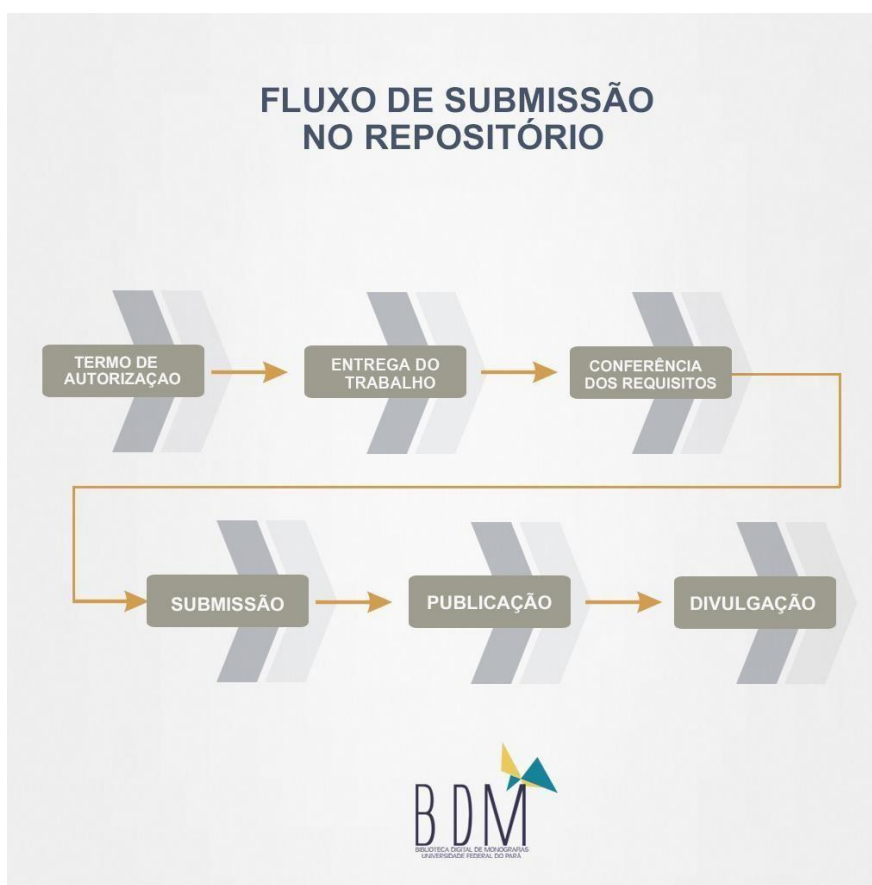 FLUXO DE SUBMISSÃO
NO REPOSITÓRIO
TERMO DE
AUTORIZAÇAO
ENTREGA DO
TRABALHO
CONFERÊNCIA
DOS REQUISITOS
SUBMISSÃO
PUBLICAÇÃO
DIVULGAÇÃO
BDM
BIBLIOTECA DIGITAL DE MONOGRAFIAS
UNIVERSIDADE FEDERAL DO PARÁ